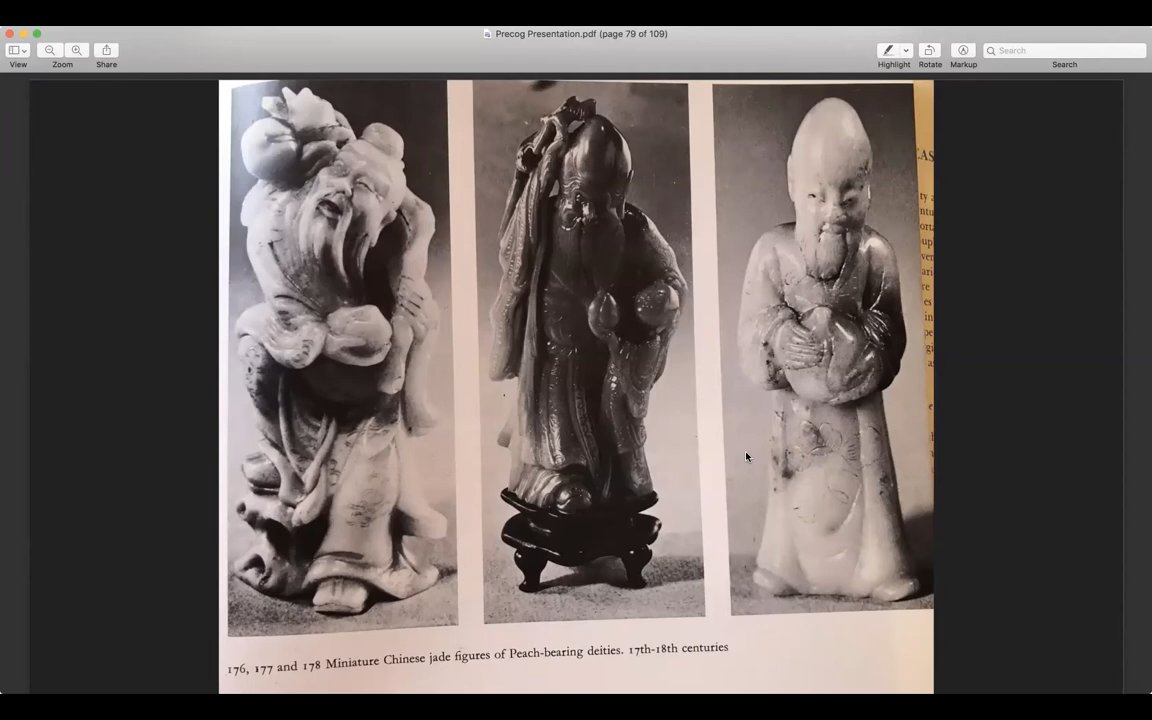 Precog Presentation.pdf (page 79 of 109)
View
Zoom
Share
Highlight
Rotate
Markup
Search
Search
176, 177 and 178 Miniature Chinese jade figures of Peach-bearing deities. 17th-18th centuries